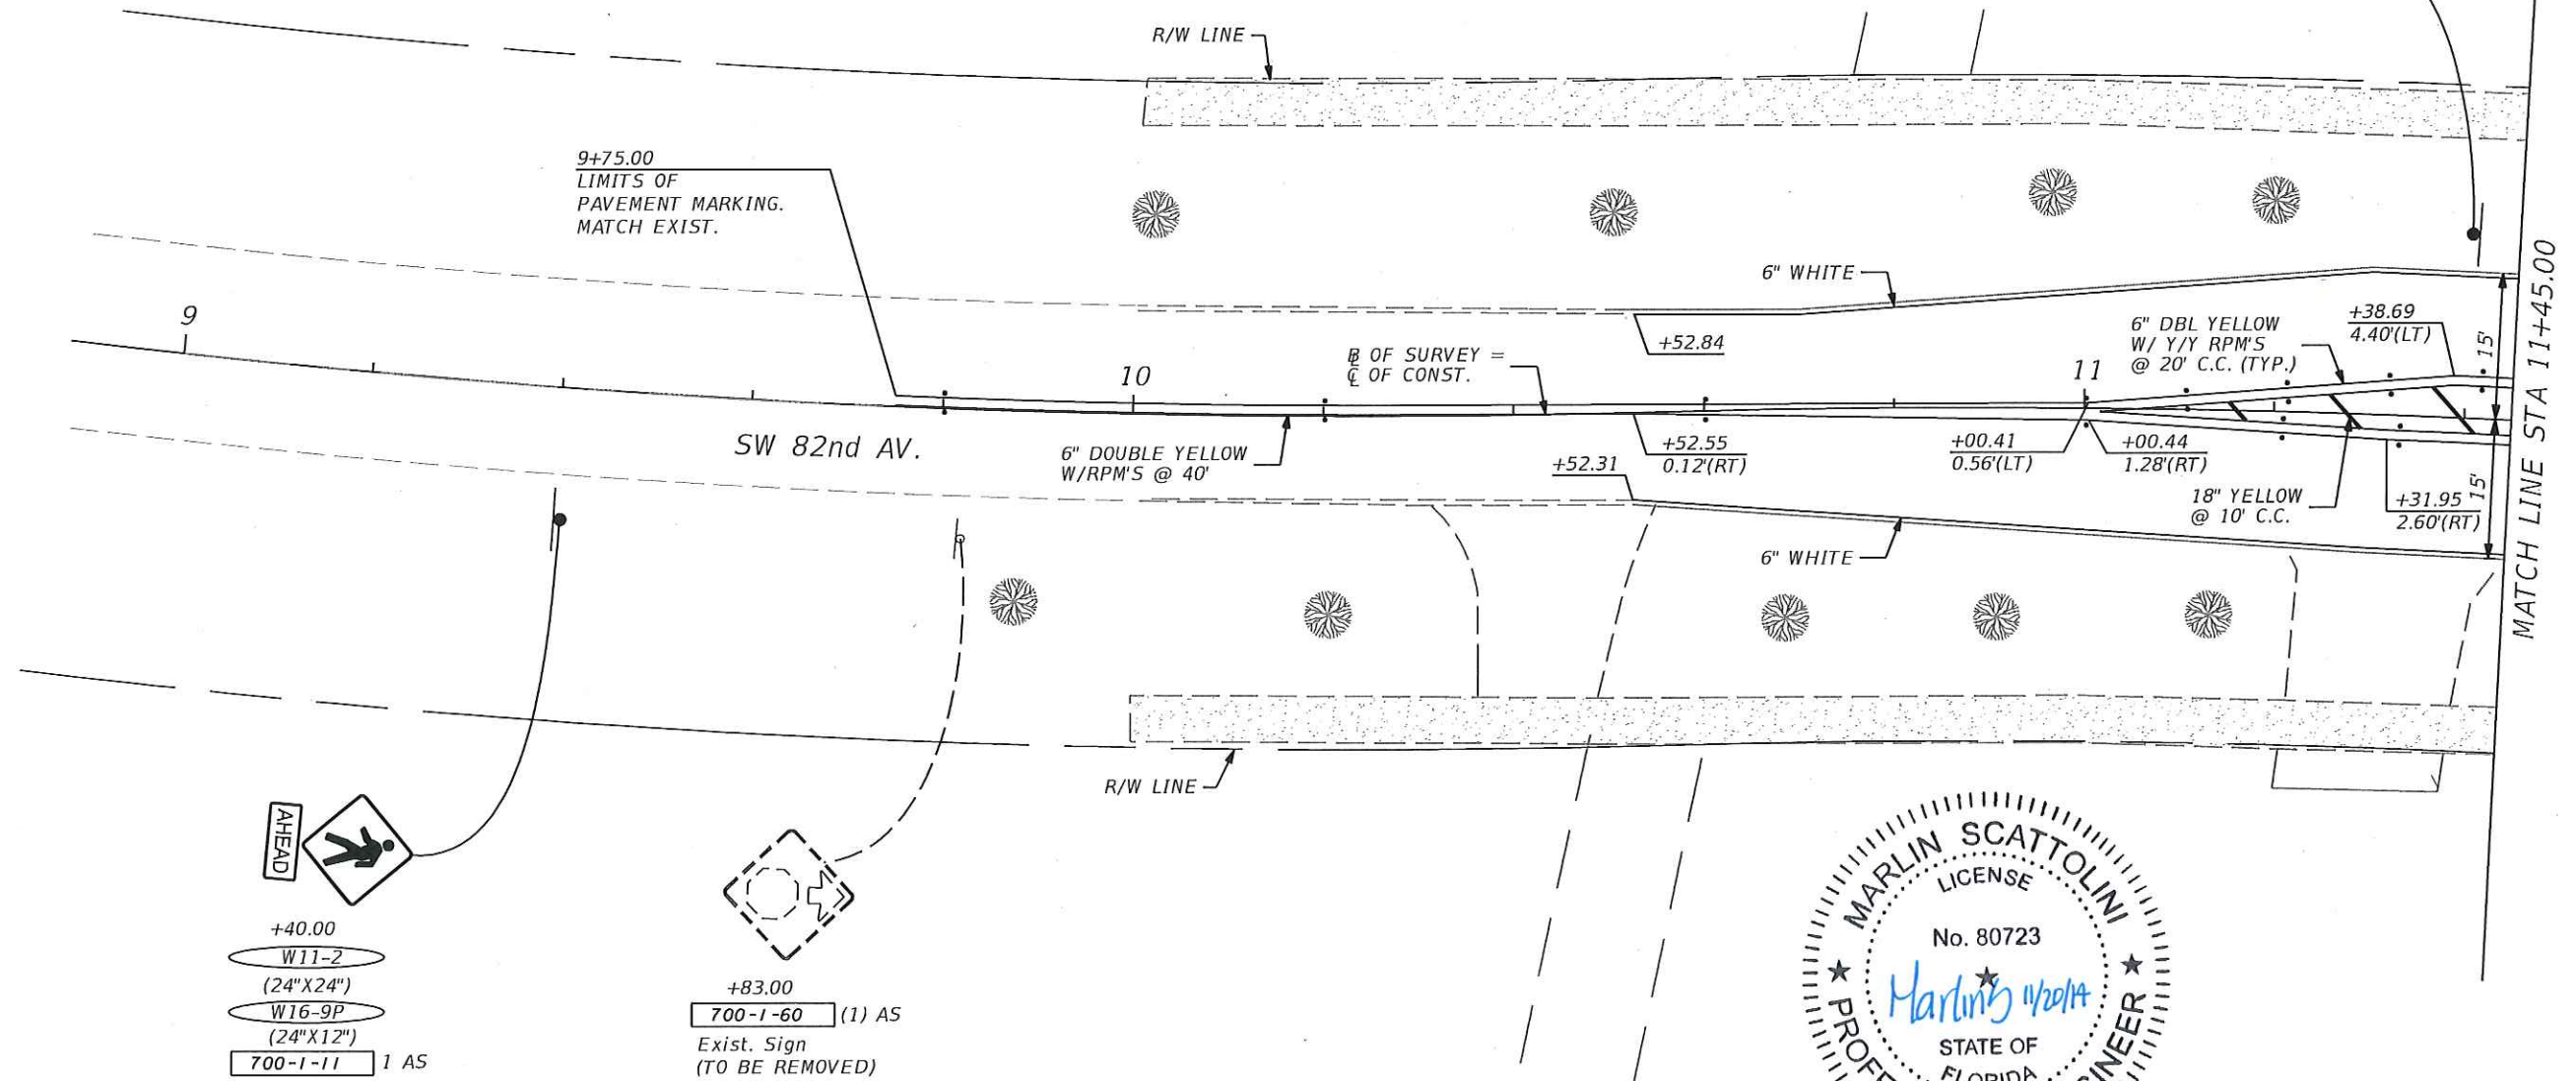 R/W LINE
9+75.00
LIMITS OF
PAVEMENT MARKING.
MATCH EXIST.
6" WHITE
9
10
11
B OF SURVEY =
C OF CONST.
+52.84
6" DBL YELLOW
W/ Y/Y RPM'S
@ 20' C.C. (TYP.)
+38.69
4.40'(LT)
15'
SW 82nd AV.
6" DOUBLE YELLOW
W/RPM'S @ 40'
+52.31
+52.55
0.12'(RT)
+00.41
0.56'(LT)
+00.44
1.28'(RT)
18" YELLOW
@ 10' C.C.
+31.95
2.60'(RT)
15'
6" WHITE
MATCH LINE STA 11+45.00
R/W LINE
AHEAD
+40.00
W11-2
(24"X24")
W16-9P
(24"X12")
700-1-11 1 AS
+83.00
700-1-60 (1) AS
Exist. Sign
(TO BE REMOVED)
MARLIN SCATTOLINI
LICENSE
No. 80723
11/20/14
STATE OF
FLORIDA